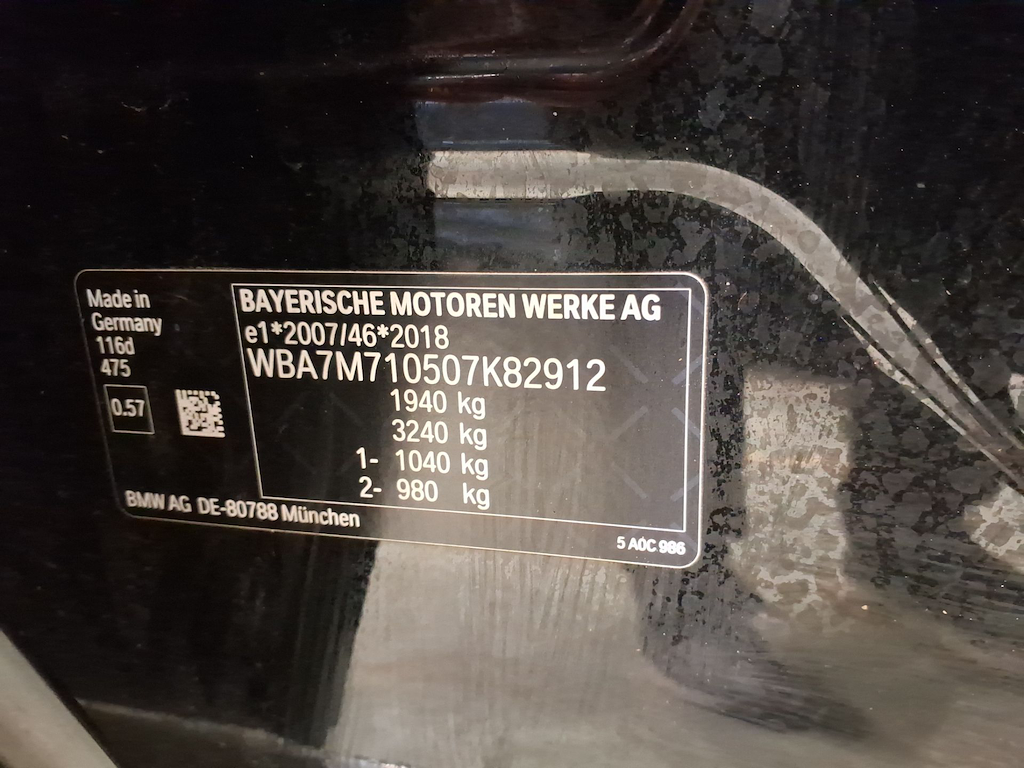 Made in
Germany
116d
475
0.57
BAYERISCHE MOTOREN WERKE AG
e1*2007/46*2018
WBA7M710507K82912
1940 kg
3240 kg
1- 1040 kg
2- 980 kg
BMW AG DE-80788 München
5 A0C 986